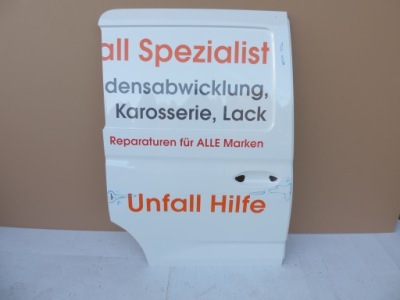 all Spezialist
densabwicklung,
Karosserie, Lack
Reparaturen für ALLE Marken
Unfall Hilfe